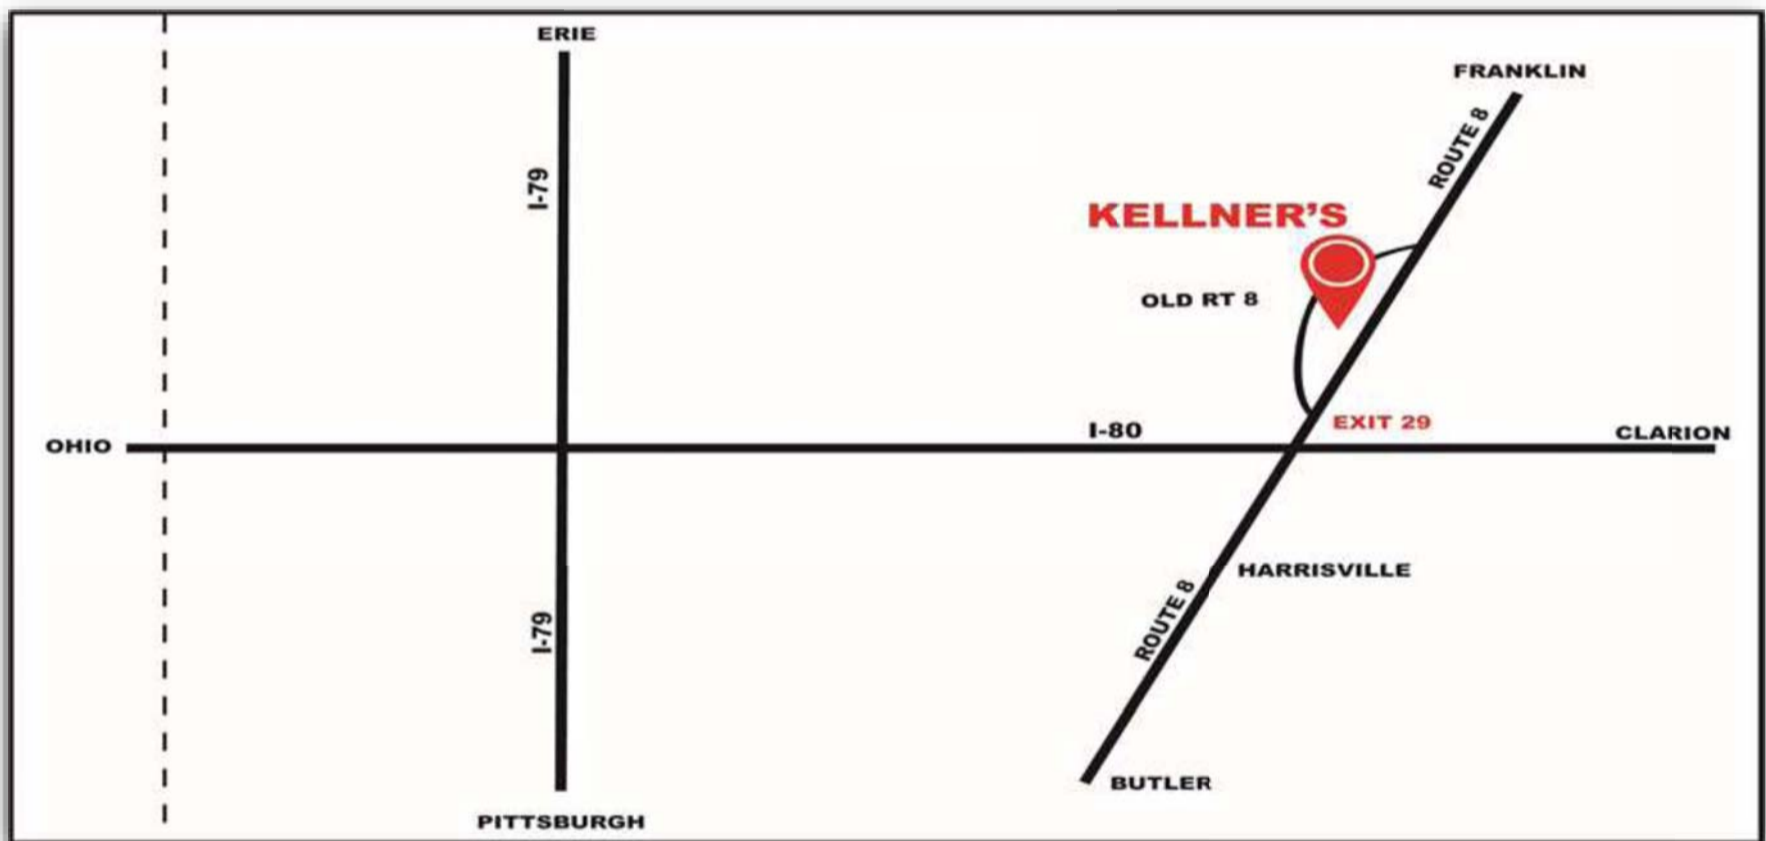 ERIE
FRANKLIN
ROUTE 8
I-79
KELLNER'S
OLD RT 8
EXIT 29
I-80
CLARION
OHIO
HARRISVILLE
ROUTE 8
I-79
BUTLER
PITTSBURGH